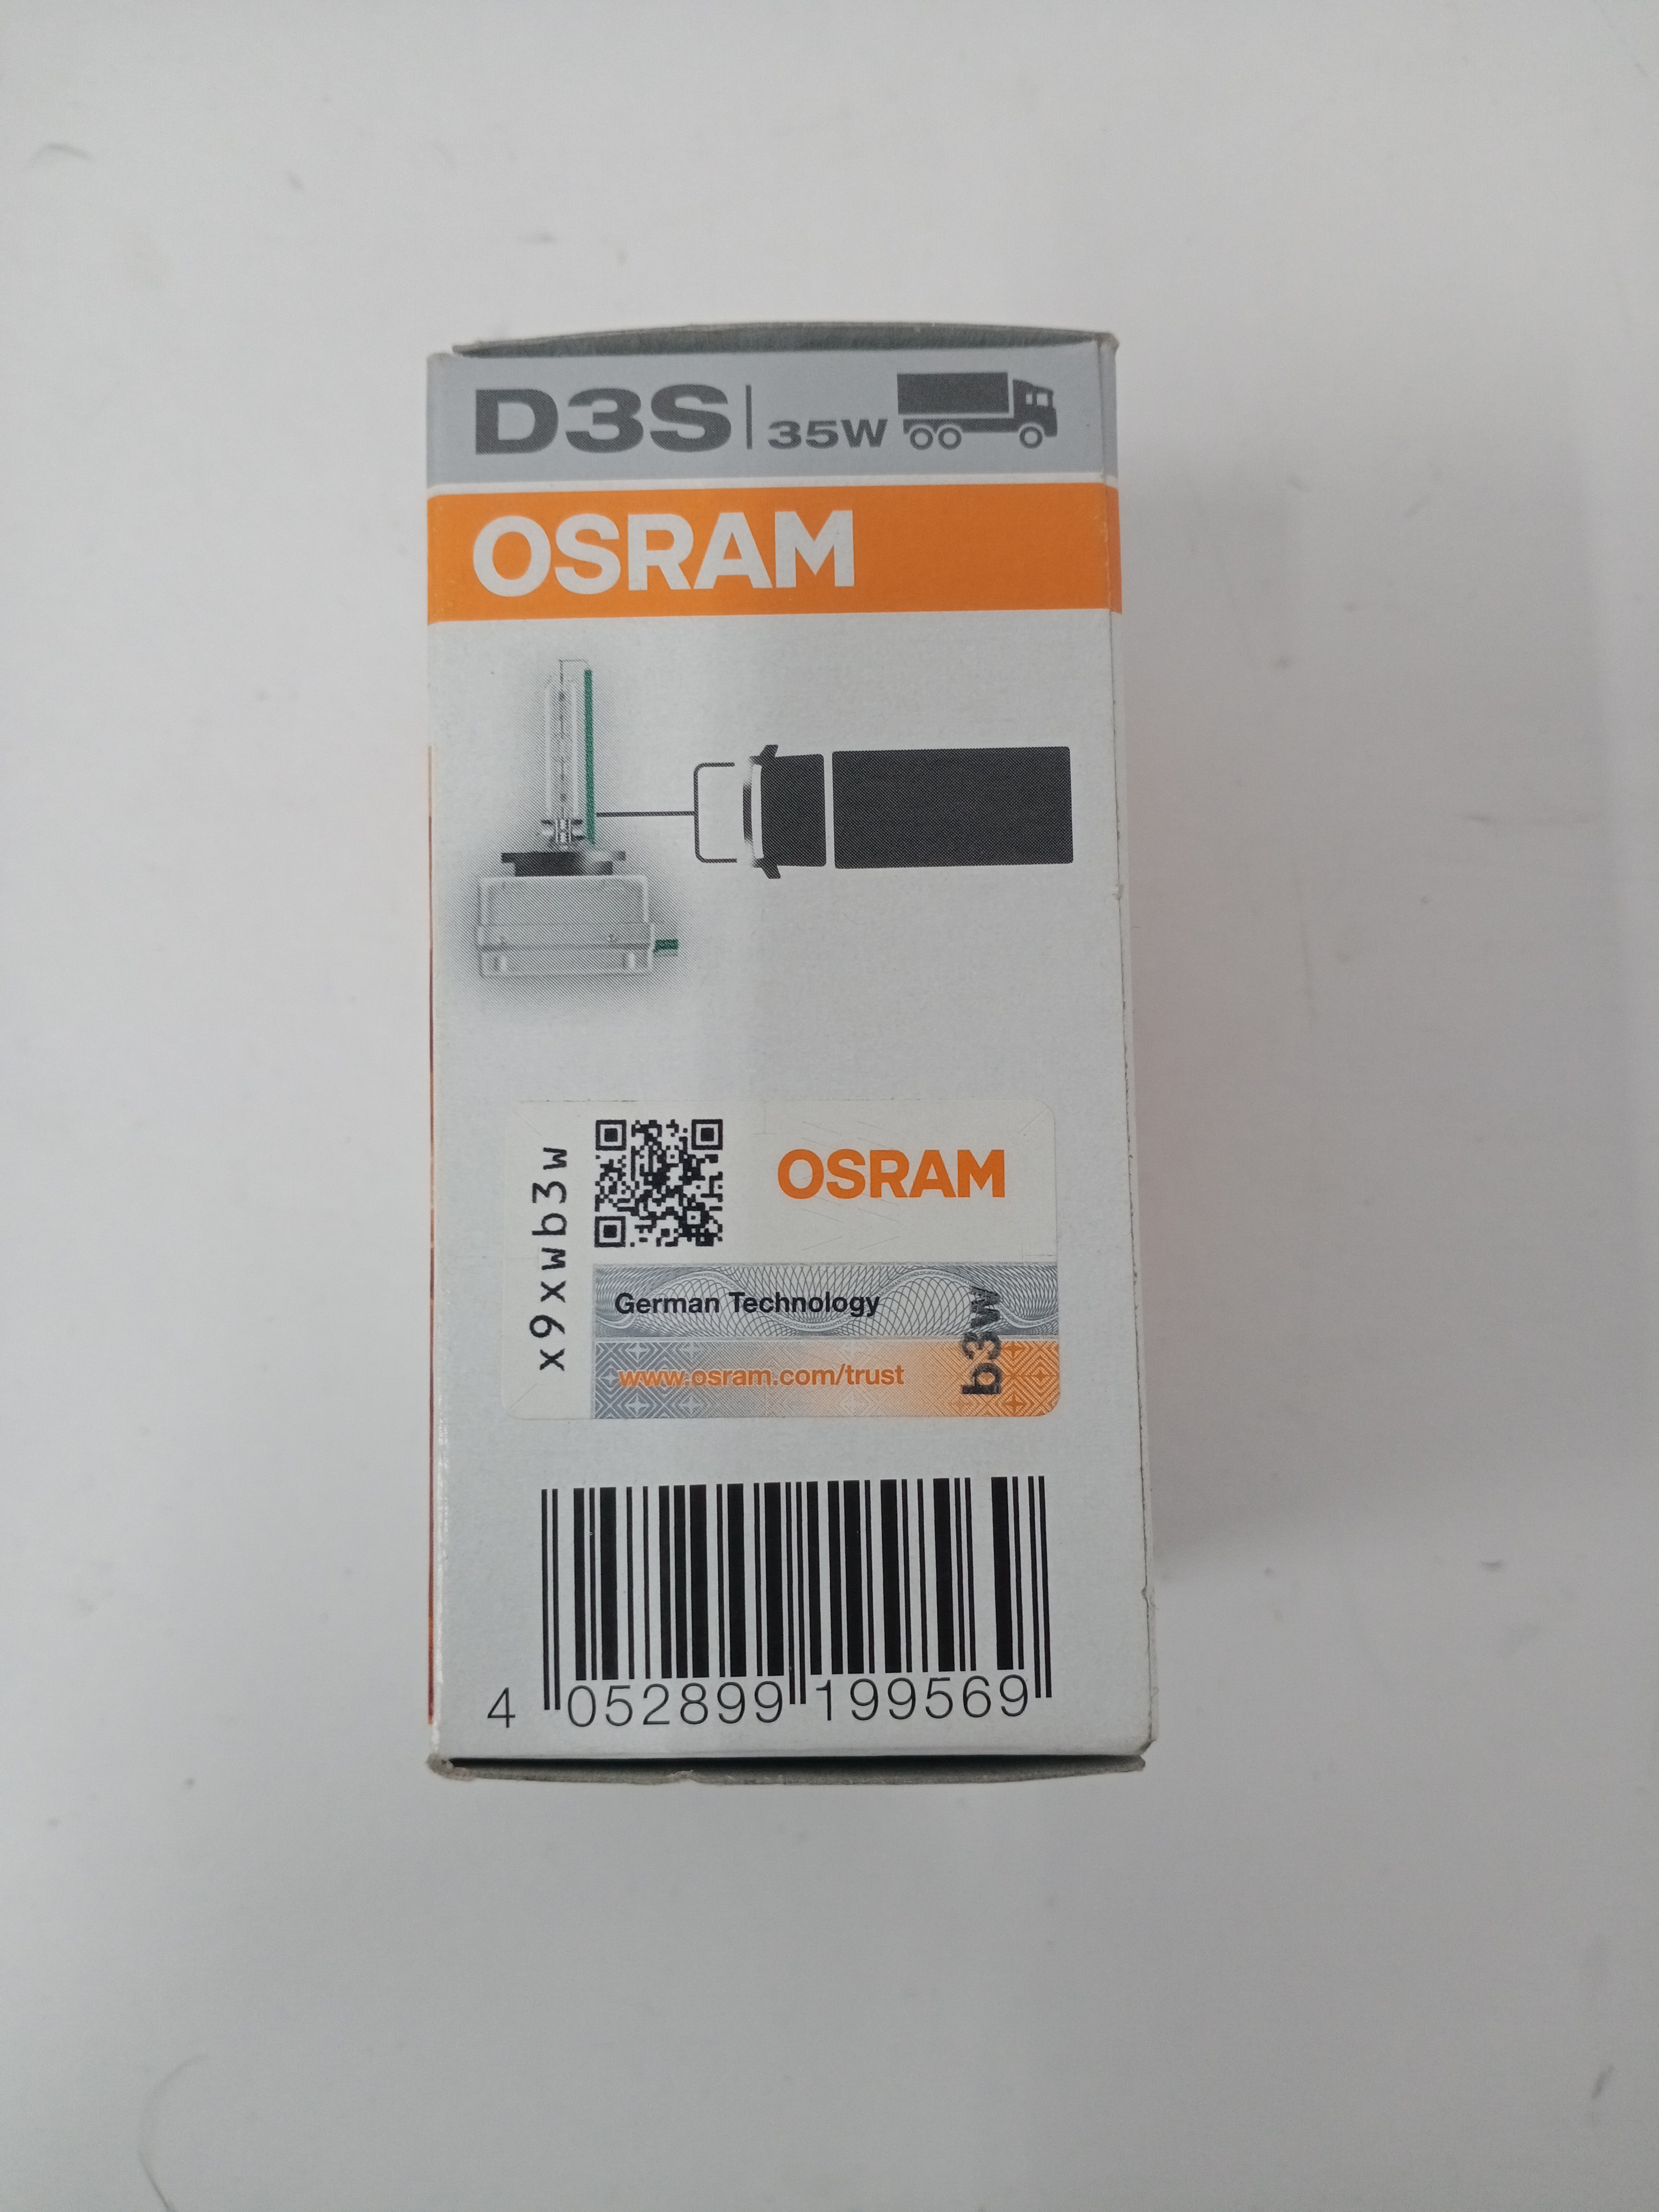 D3S 35W
OSRAM
x9xwb3w
OSRAM
German Technology
www.osram.com/trust
b3w
4 052899 199569